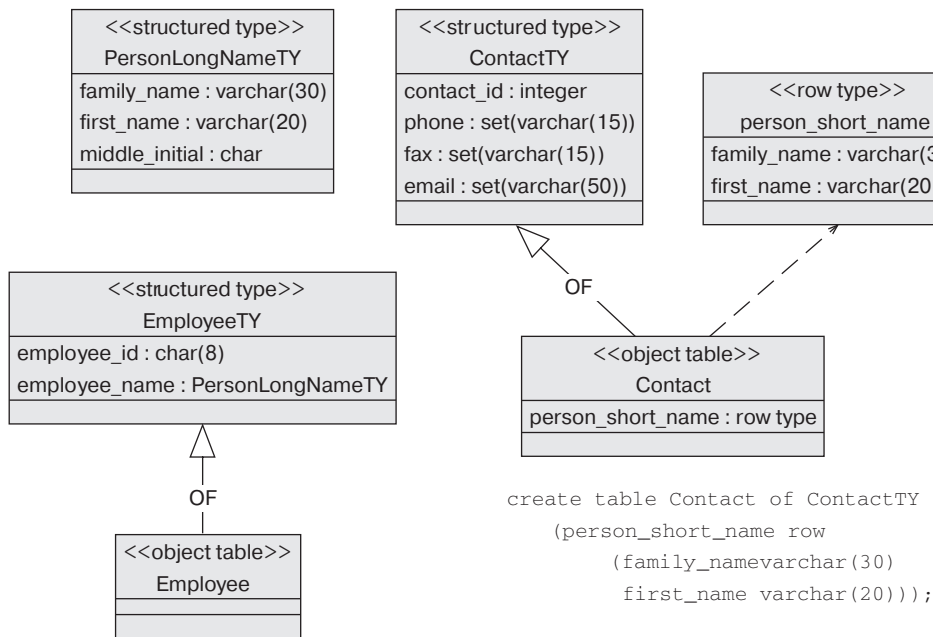 <<structured type>>
PersonLongNameTY
family_name : varchar(30)
first_name : varchar(20)
middle_initial : char
<<structured type>>
ContactTY
contact_id : integer
phone : set(varchar(15))
fax : set(varchar(15))
email : set(varchar(50))
<<row type>>
person_short_name
family_name : varchar(3
first_name : varchar(20
OF
<<structured type>>
EmployeeTY
employee_id : char(8)
employee_name : PersonLongNameTY
<<object table>>
Contact
person_short_name : row type
OF
<<object table>>
Employee
create table Contact of ContactTY
(person_short_name row
(family_namevarchar(30)
first_name varchar(20)));